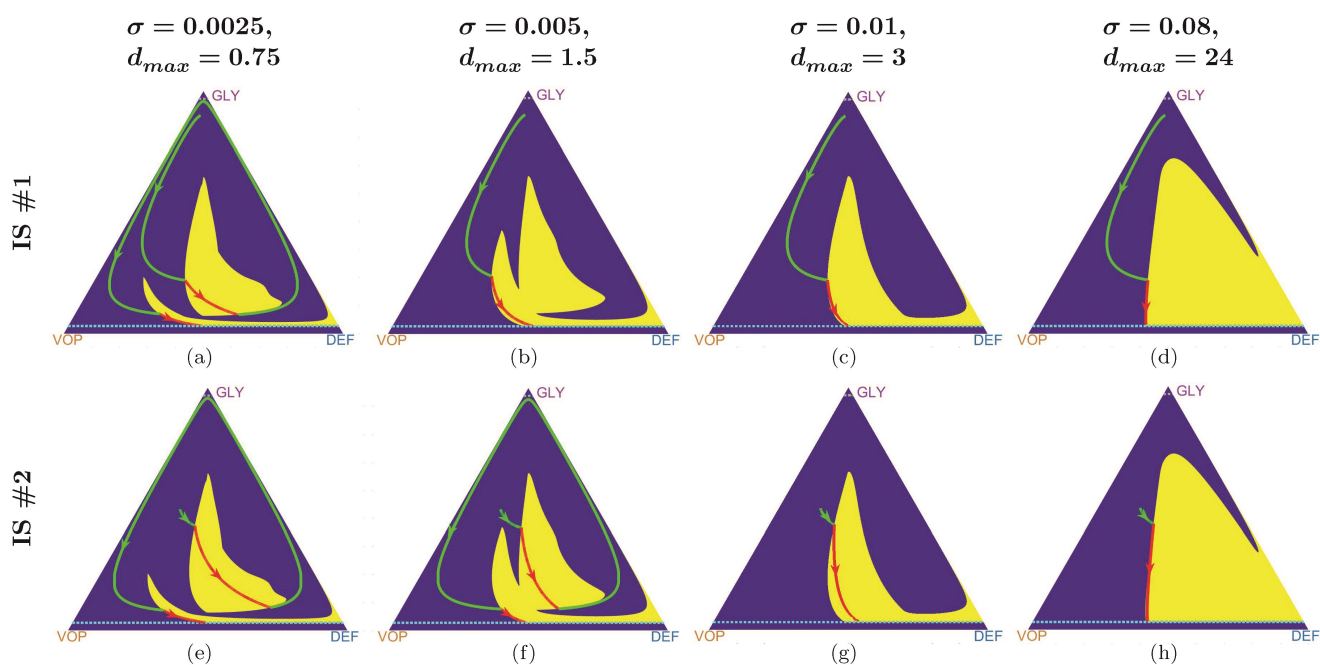 σ = 0.0025,
d_max = 0.75
σ = 0.005,
d_max = 1.5
σ = 0.01,
d_max = 3
σ = 0.08,
d_max = 24
IS #1
GLY
VOP
DEF
(a)
GLY
VOP
DEF
(b)
GLY
VOP
DEF
(c)
GLY
VOP
DEF
(d)
IS #2
GLY
VOP
DEF
(e)
GLY
VOP
DEF
(f)
GLY
VOP
DEF
(g)
GLY
VOP
DEF
(h)